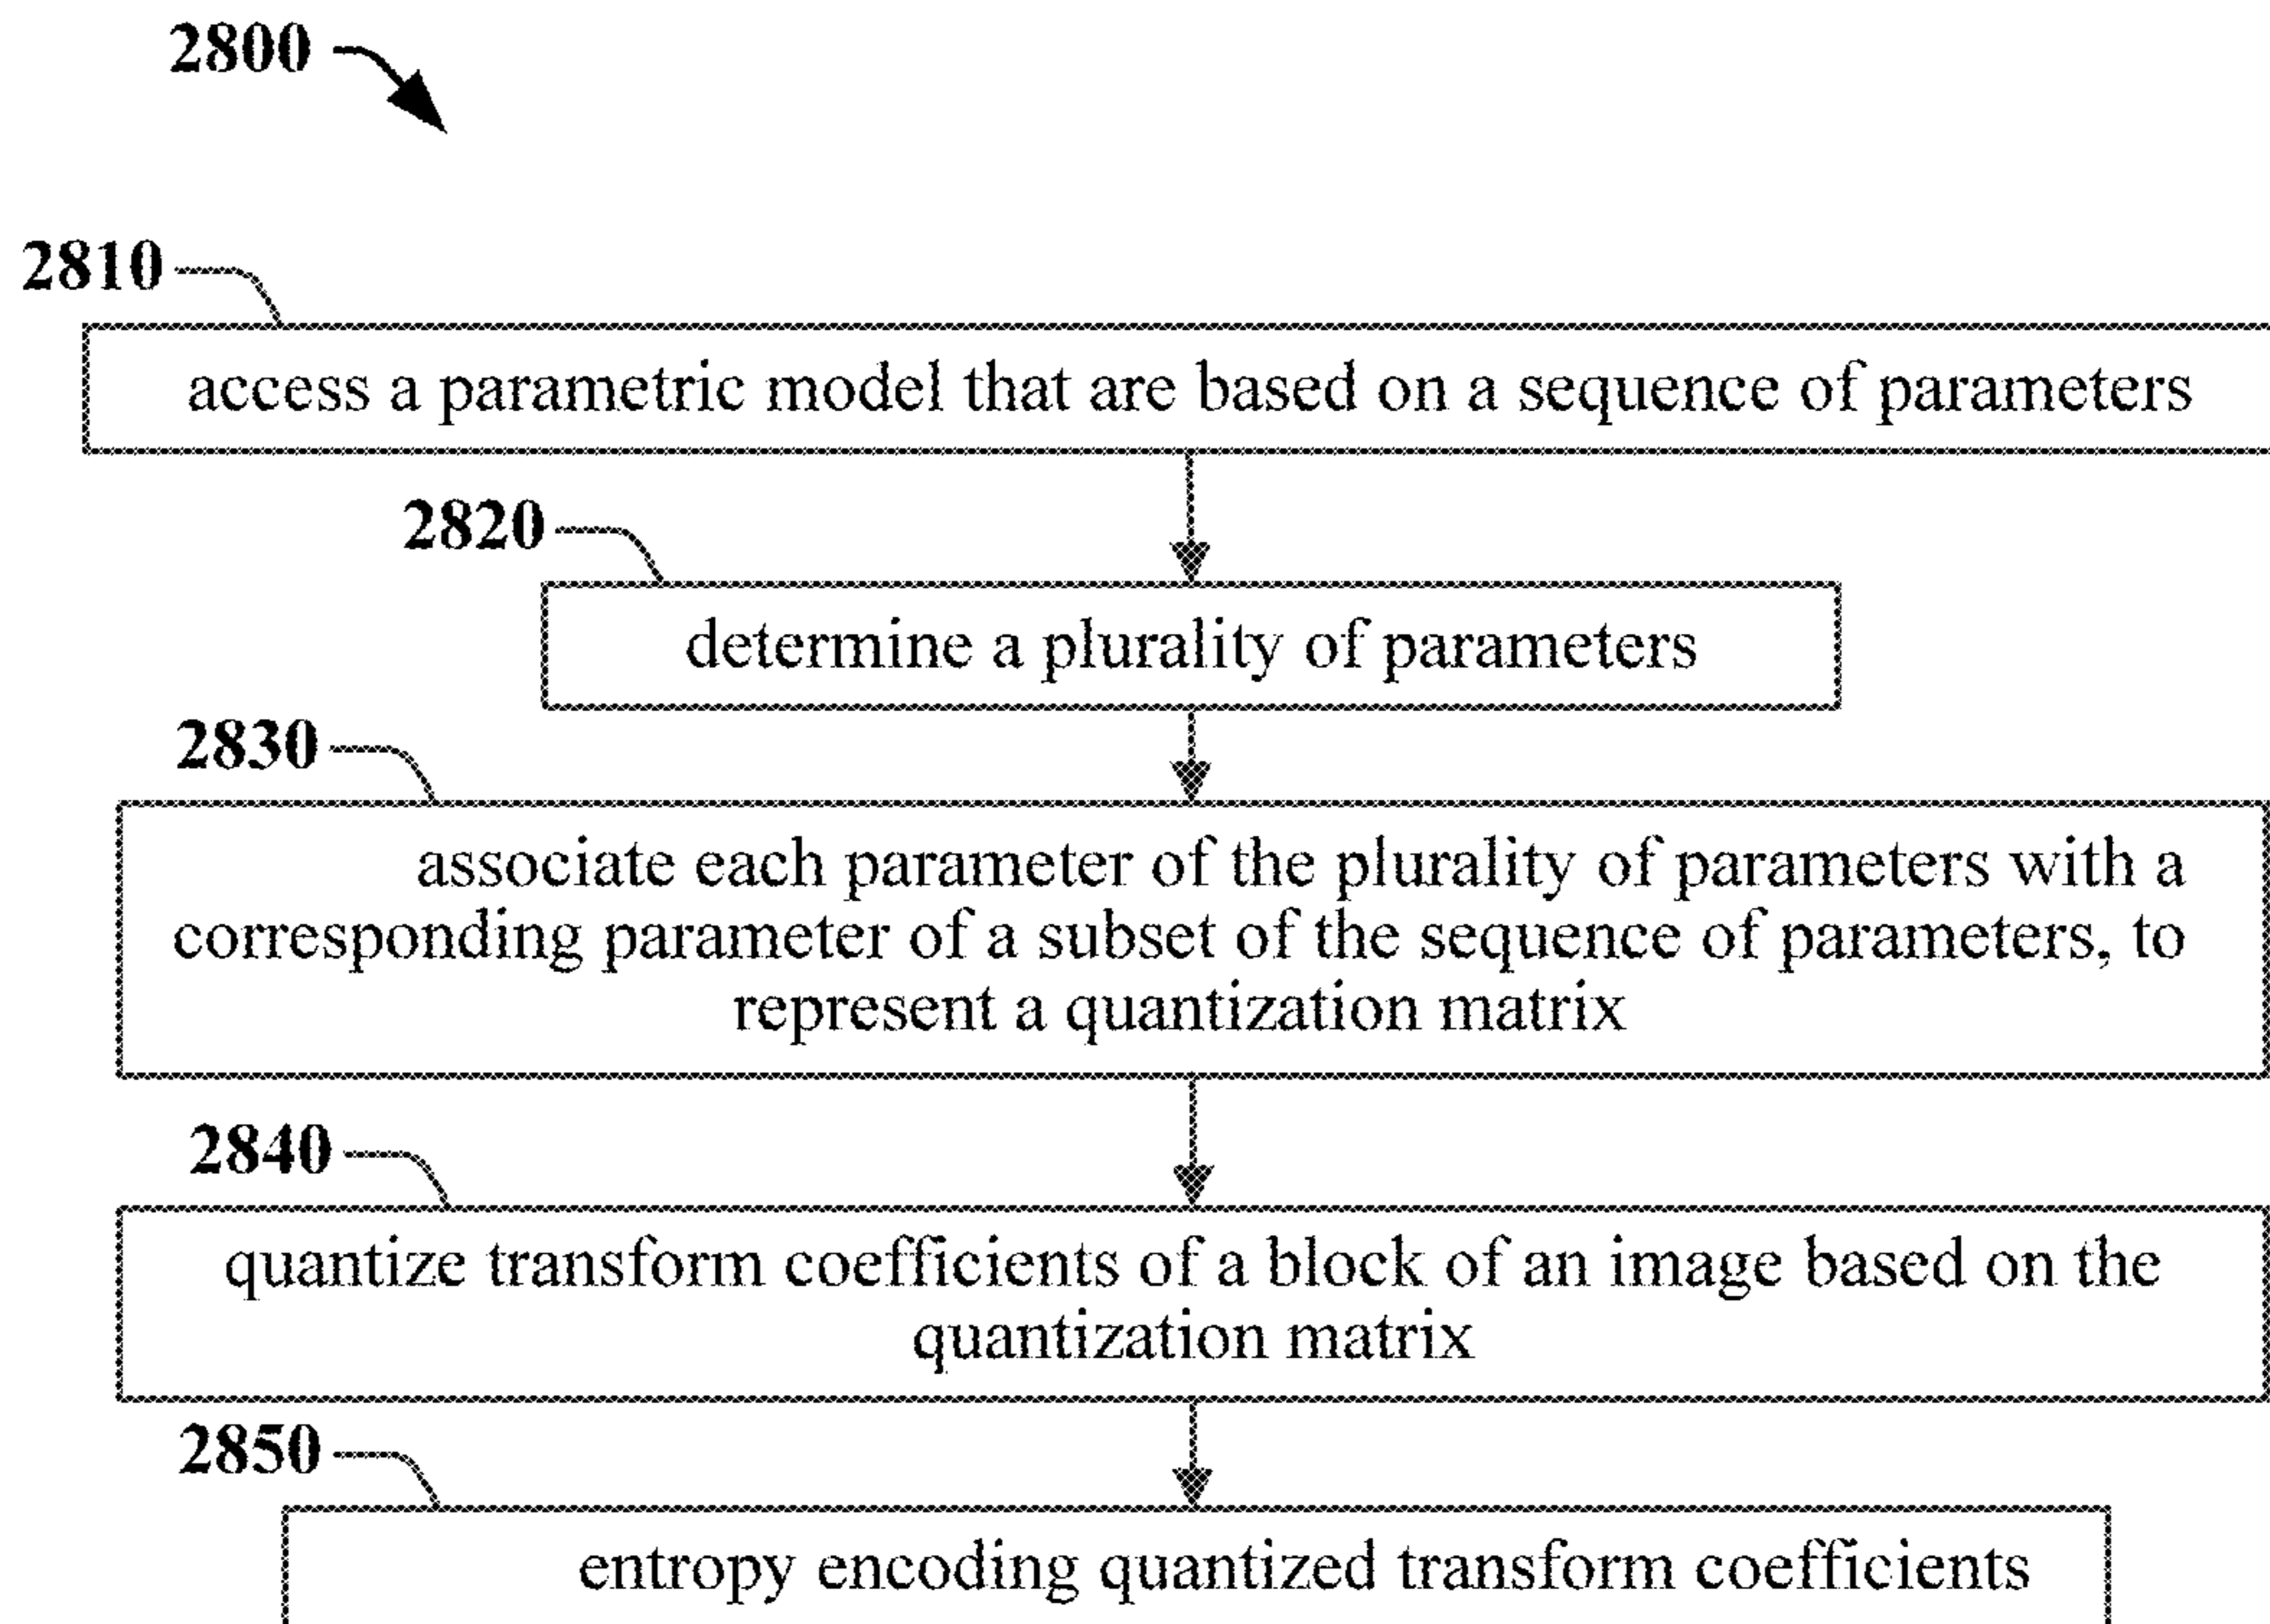 2800
2810
access a parametric model that are based on a sequence of parameters
2820
determine a plurality of parameters
2830
associate each parameter of the plurality of parameters with a
corresponding parameter of a subset of the sequence of parameters, to
represent a quantization matrix
2840
quantize transform coefficients of a block of an image based on the
quantization matrix
2850
entropy encoding quantized transform coefficients